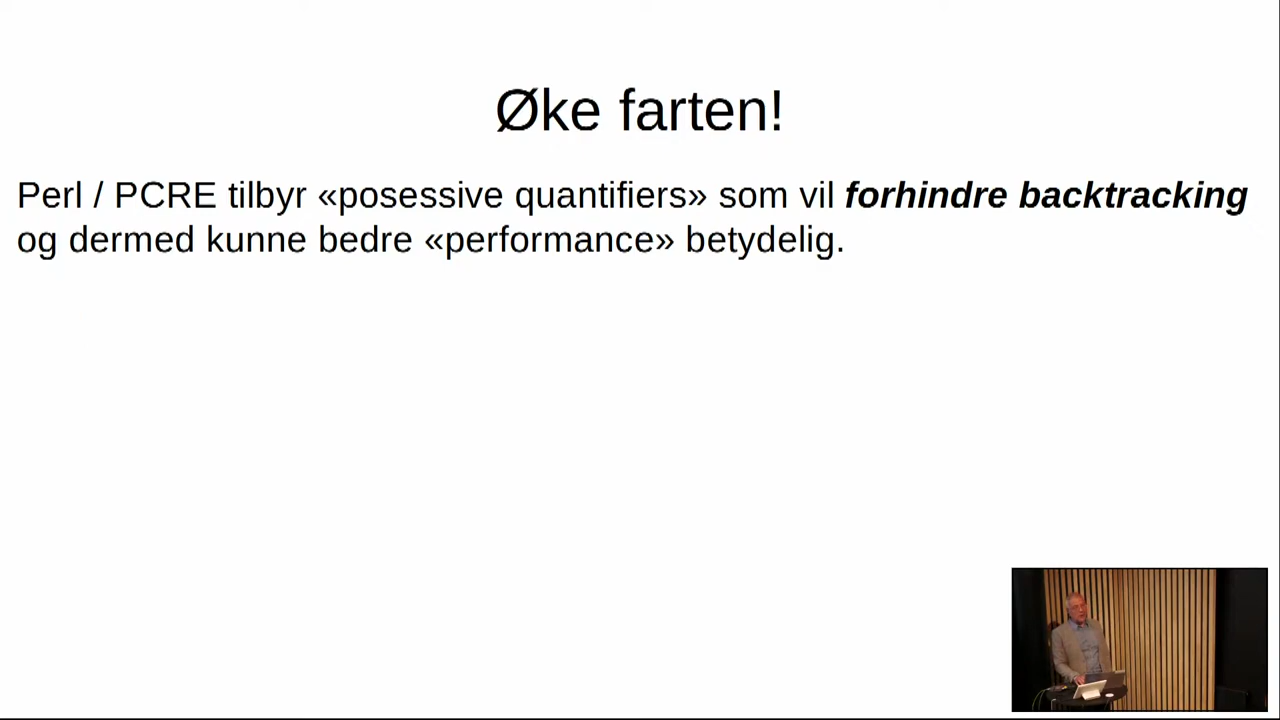 Øke farten!
Perl / PCRE tilbyr «posessive quantifiers» som vil forhindre backtracking
og dermed kunne bedre «performance» betydelig.